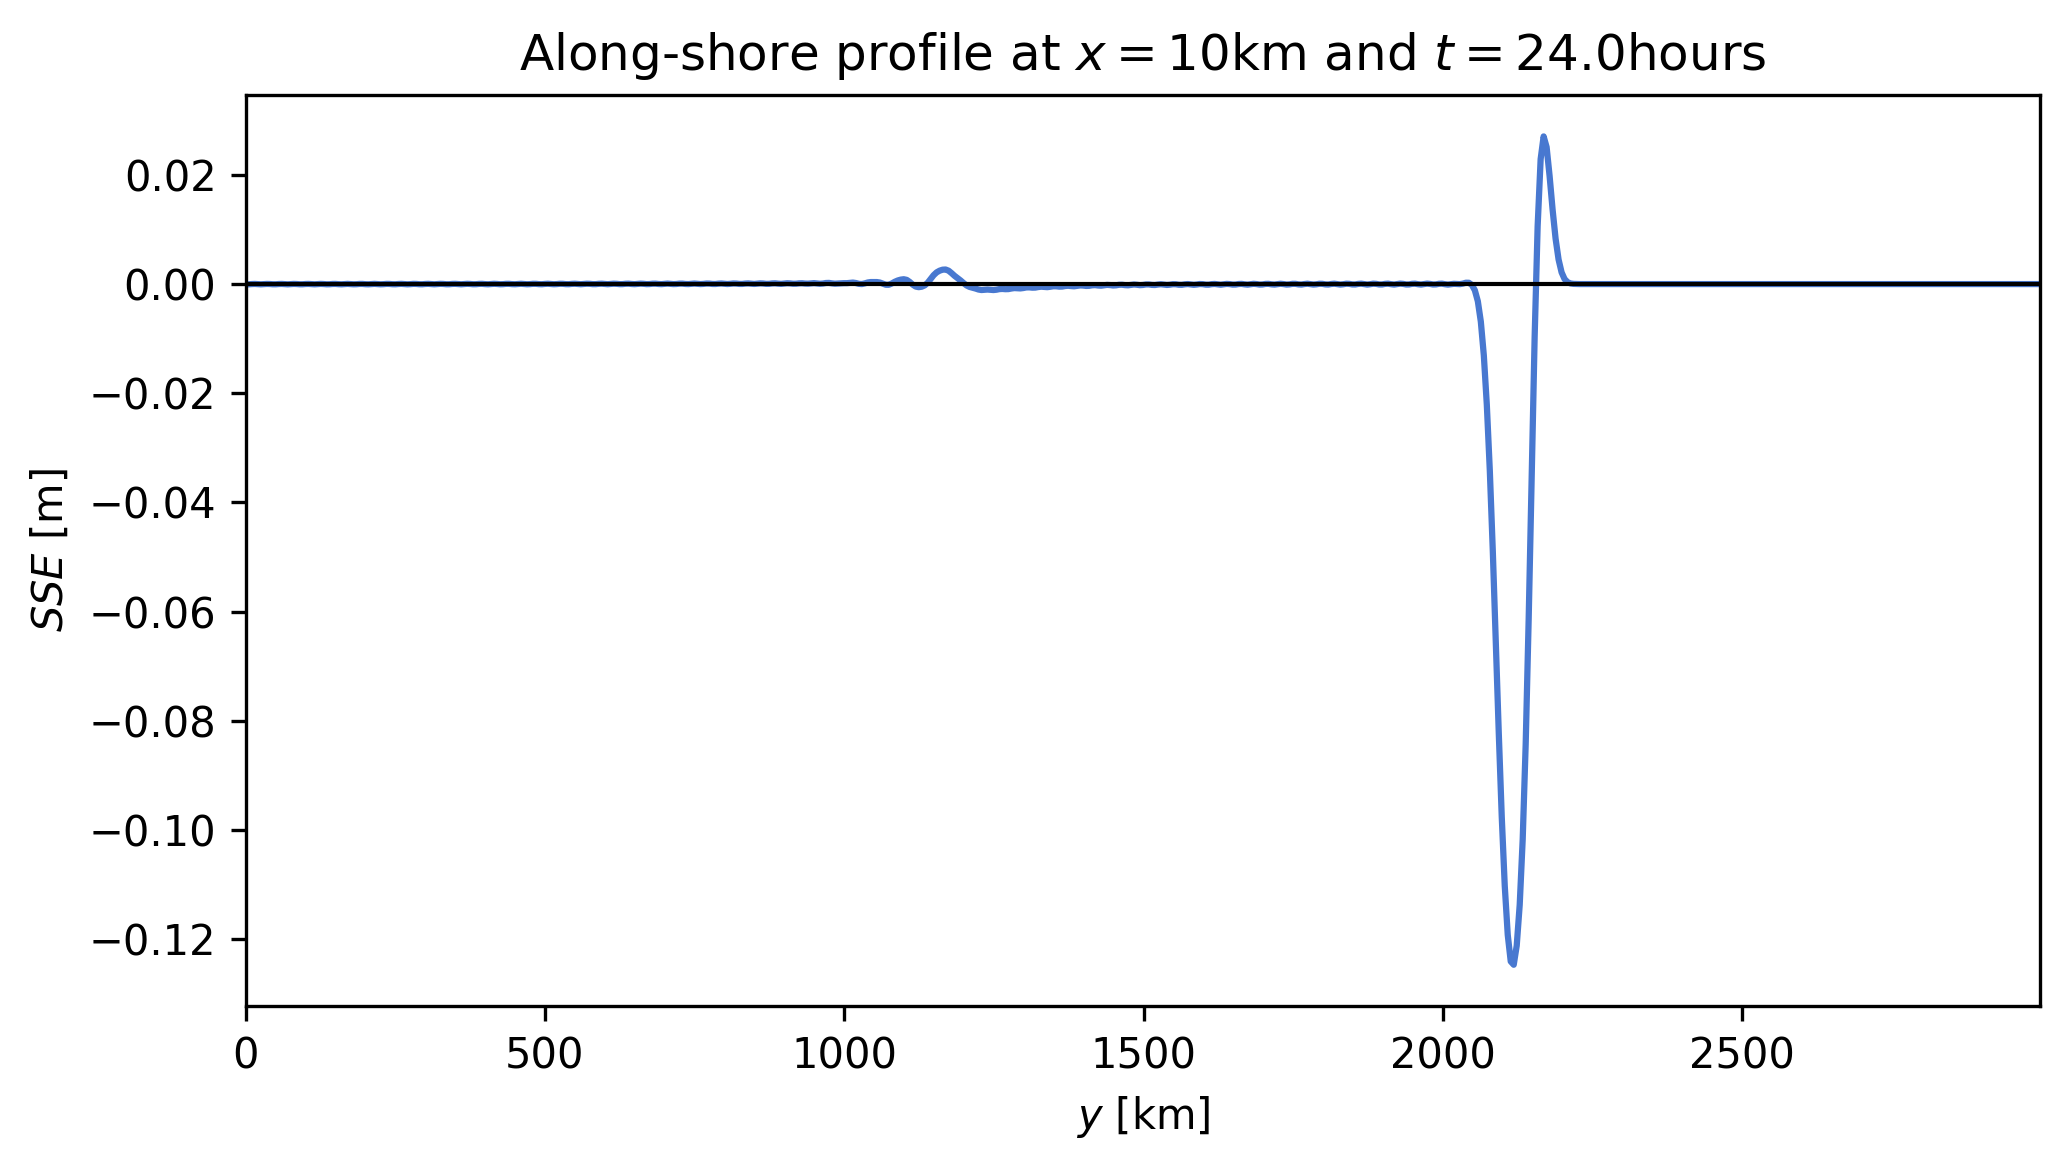 Along-shore profile at x = 10km and t = 24.0hours
0.02
0.00
−0.02
−0.04
−0.06
−0.08
−0.10
−0.12
SSE [m]
0 500 1000 1500 2000 2500
y [km]